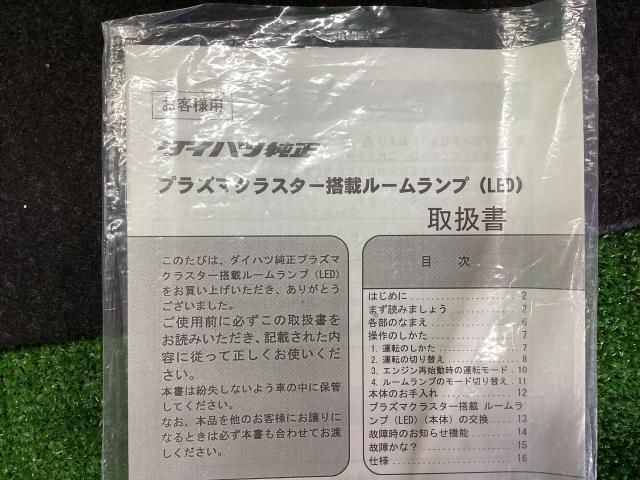 お客様用
ダイハツ純正
プラズマクラスター搭載ルームランプ（LED）
取扱書
このたびは、ダイハツ純正プラズマ
クラスター搭載ルームランプ(LED)
をお買い上げいただき、ありがとう
ございました。
ご使用前に必ずこの取扱書を
お読みいただき、記載された内
容に従って正しくお使いくだ
さい。
本書は紛失しないよう車の中に保管
してください。
なお、本品を他のお客様にお譲りに
なるときは必ず本書も合わせてお渡
しください。
目 次
はじめに ..................... 2
まず読みましょう ............. 2
各部のなまえ ................. 6
操作のしかた ................. 7
1. 運転のしかた .............. 7
2. 運転の切り替え ............ 8
3. エンジン再始動時の運転モード . 10
4. ルームランプのモード切り替え . 11
本体のお手入れ ............... 12
プラズマクラスター搭載 ルームラ
ンプ(LED)(本体)の交換 ..... 13
故障時のお知らせ機能 ......... 14
故障かな？ ................... 15
仕様 ......................... 16